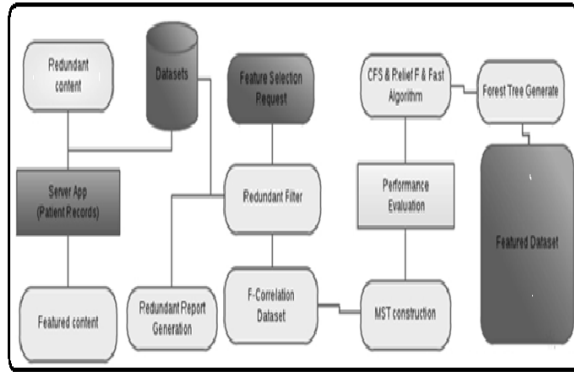 Redundant
content
Datasets
Feature Selection
Request
CFS & Relief F & Fast
Algorithm
Forest Tree Generate
Server App
(Patient Records)
Redundant Filter
Performance
Evaluation
Featured Dataset
Featured content
Redundant Report
Generation
F-Correlation
Dataset
MST construction